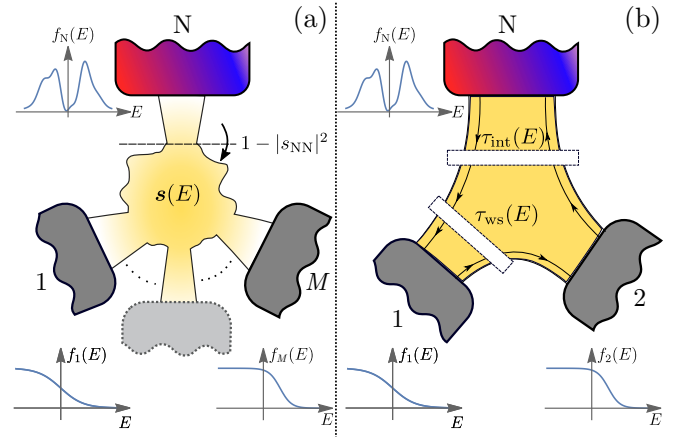 (a)
N
f_N(E)
E
1 − |s_NN|²
s(E)
1
M
f_1(E)
E
f_M(E)
E
(b)
N
f_N(E)
E
τ_int(E)
τ_ws(E)
1
2
f_1(E)
E
f_2(E)
E